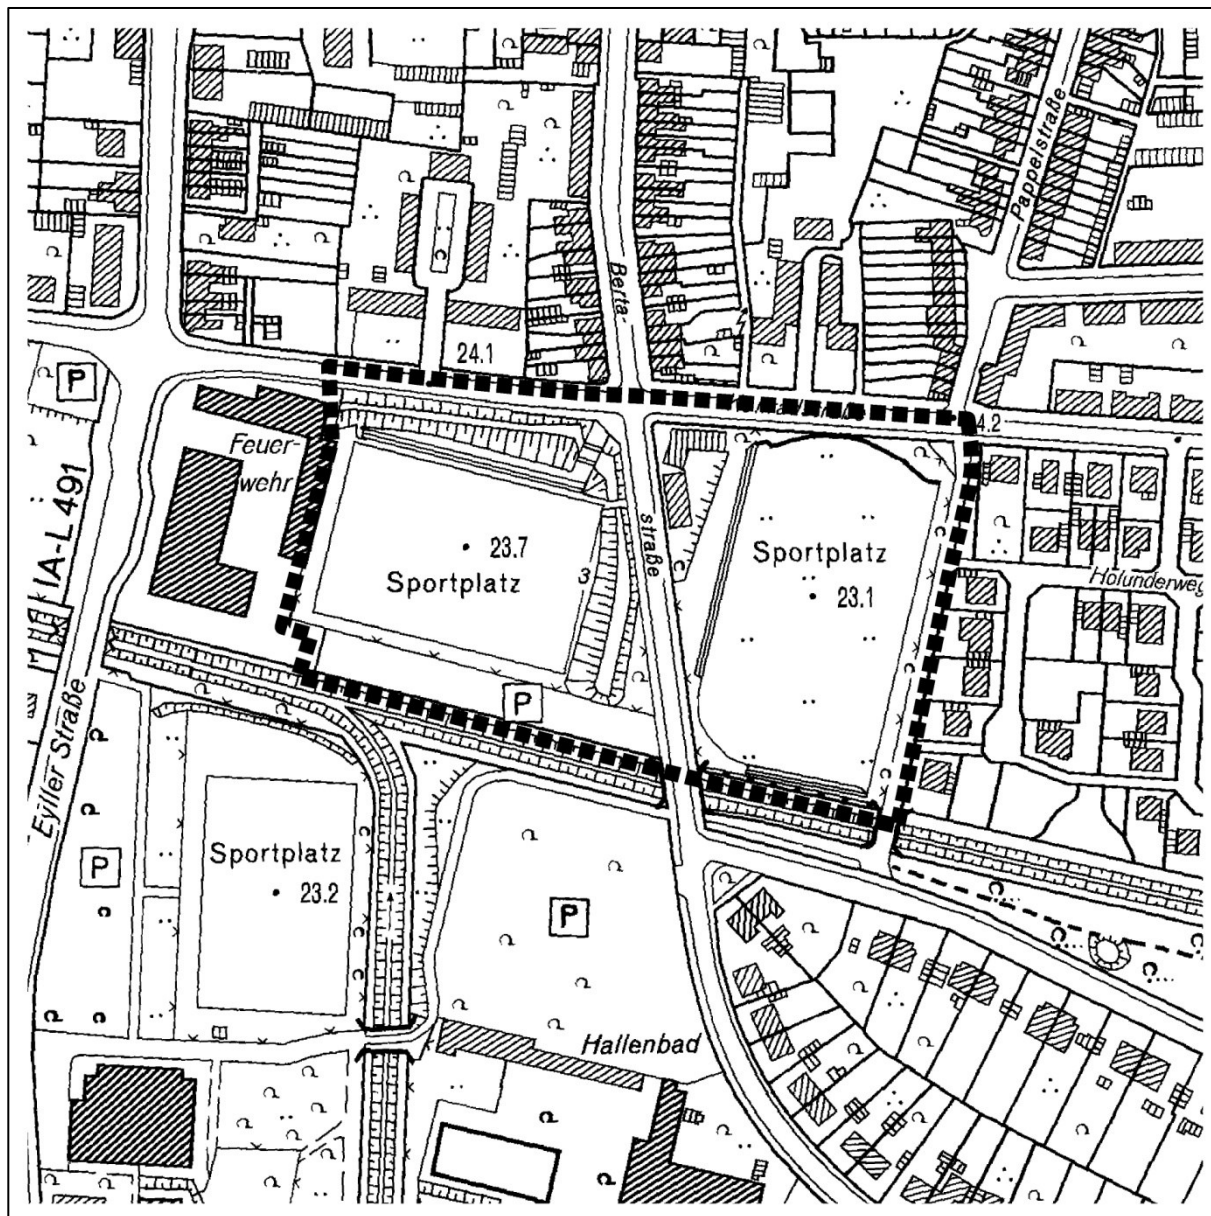 Pappelstraße
Berta-
24.1
P
4.2
Feuer-
wehr
IA-L 491
straße
23.7
Sportplatz
3
Sportplatz
23.1
Holunderweg
P
Eyller Straße
Sportplatz
23.2
P
P
Hallenbad